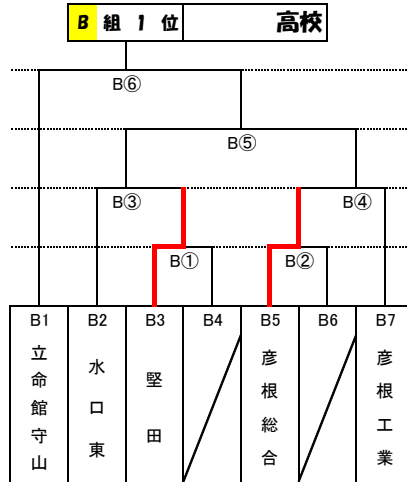 B 組 1 位 高校
B⑥
B⑤
B③ B④
B① B②
B1 B2 B3 B4 B5 B6 B7
立命館守山
水口東
堅田
彦根総合
彦根工業